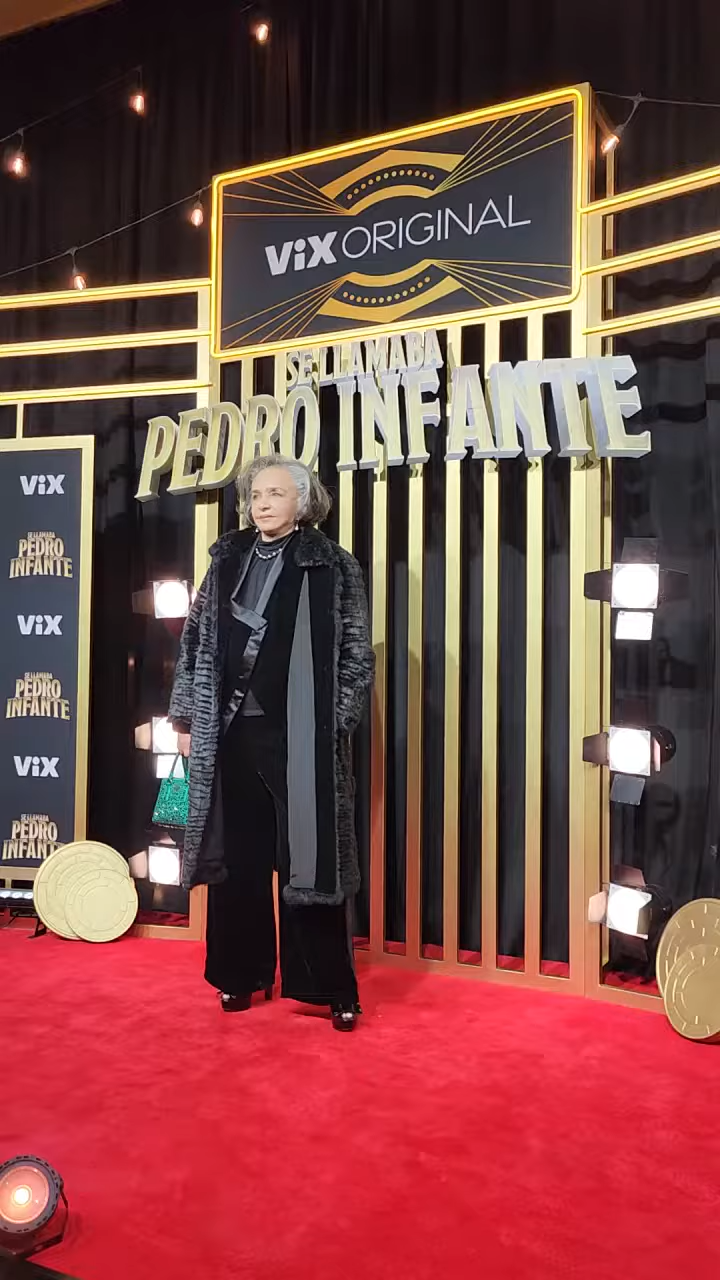 ViX ORIGINAL
SE LLAMABA
PEDRO INFANTE
ViX
SE LLAMABA
PEDRO
INFANTE
ViX
SE LLAMABA
PEDRO
INFANTE
ViX
SE LLAMABA
PEDRO
INFANTE